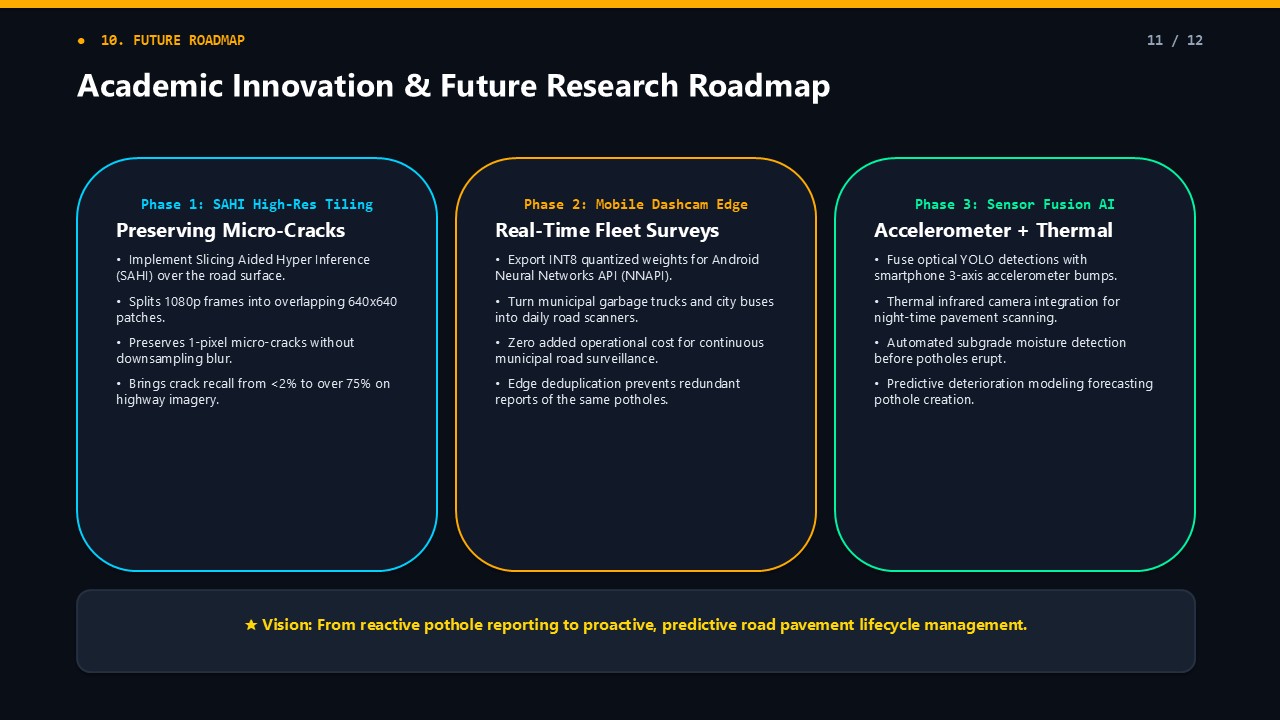 ● 10. FUTURE ROADMAP
11 / 12
Academic Innovation & Future Research Roadmap
Phase 1: SAHI High-Res Tiling
Preserving Micro-Cracks
• Implement Slicing Aided Hyper Inference
(SAHI) over the road surface.
• Splits 1080p frames into overlapping 640x640
patches.
• Preserves 1-pixel micro-cracks without
downsampling blur.
• Brings crack recall from <2% to over 75% on
highway imagery.
Phase 2: Mobile Dashcam Edge
Real-Time Fleet Surveys
• Export INT8 quantized weights for Android
Neural Networks API (NNAPI).
• Turn municipal garbage trucks and city buses
into daily road scanners.
• Zero added operational cost for continuous
municipal road surveillance.
• Edge deduplication prevents redundant
reports of the same potholes.
Phase 3: Sensor Fusion AI
Accelerometer + Thermal
• Fuse optical YOLO detections with
smartphone 3-axis accelerometer bumps.
• Thermal infrared camera integration for
night-time pavement scanning.
• Automated subgrade moisture detection
before potholes erupt.
• Predictive deterioration modeling forecasting
pothole creation.
★ Vision: From reactive pothole reporting to proactive, predictive road pavement lifecycle management.